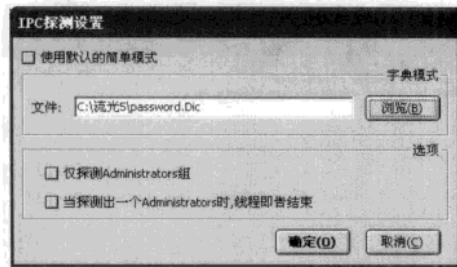 IPC探测设置
使用默认的简单模式
字典模式
文件: C:\流光5\password.Dic 浏览(B)
选项
仅探测Administrators组
当探测出一个Administrators时,线程即告结束
确定(O) 取消(C)